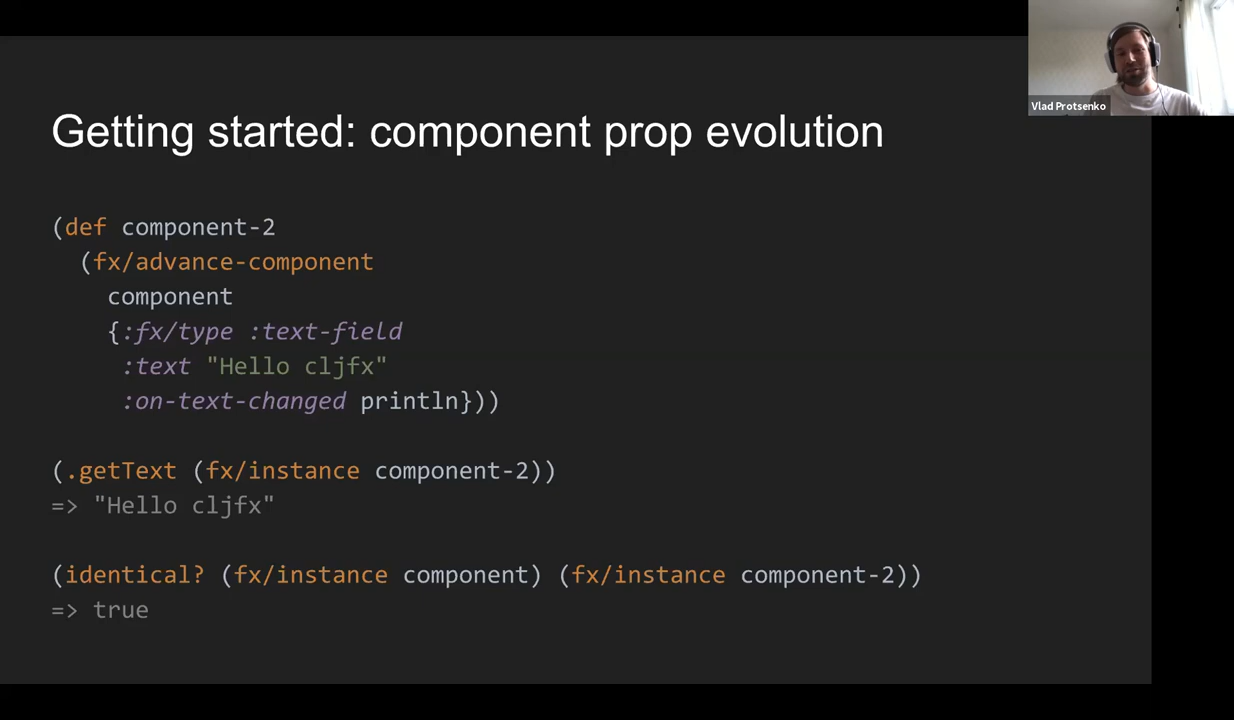 Vlad Protsenko
Getting started: component prop evolution
(def component-2
(fx/advance-component
component
{:fx/type :text-field
:text "Hello cljfx"
:on-text-changed println}))
(.getText (fx/instance component-2))
=> "Hello cljfx"
(identical? (fx/instance component) (fx/instance component-2))
=> true